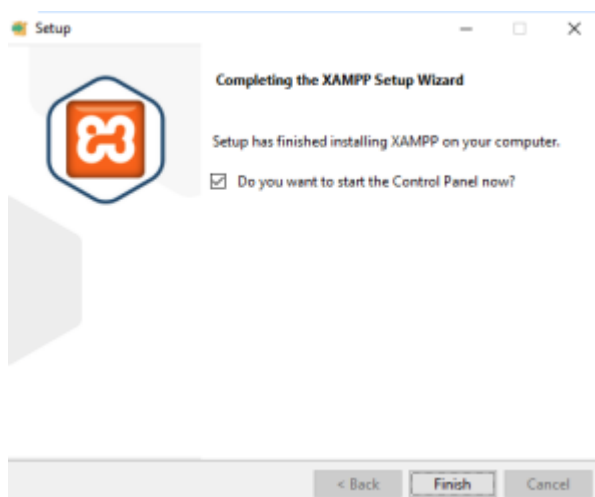 Setup
Completing the XAMPP Setup Wizard
Setup has finished installing XAMPP on your computer.
Do you want to start the Control Panel now?
< Back
Finish
Cancel